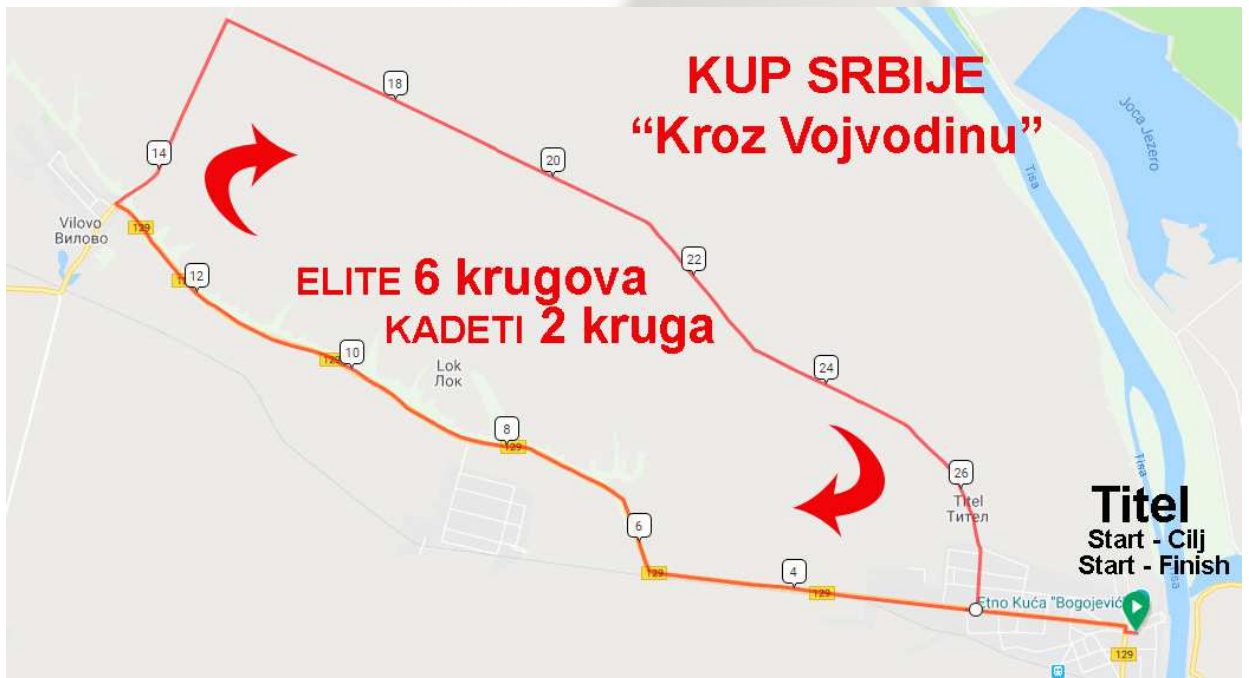 KUP SRBIJE
“Kroz Vojvodinu”
18
14
20
Joca Jezero
Tisa
Vilovo
Вилово
129
12
22
ELITE 6 krugova
KADETI 2 kruga
10
Lok
Лок
24
8
129
26
Titel
Тител
Tisa
Titel
Start - Cilj
Start - Finish
6
129
4
129
Etno Kuća "Bogojević"
129